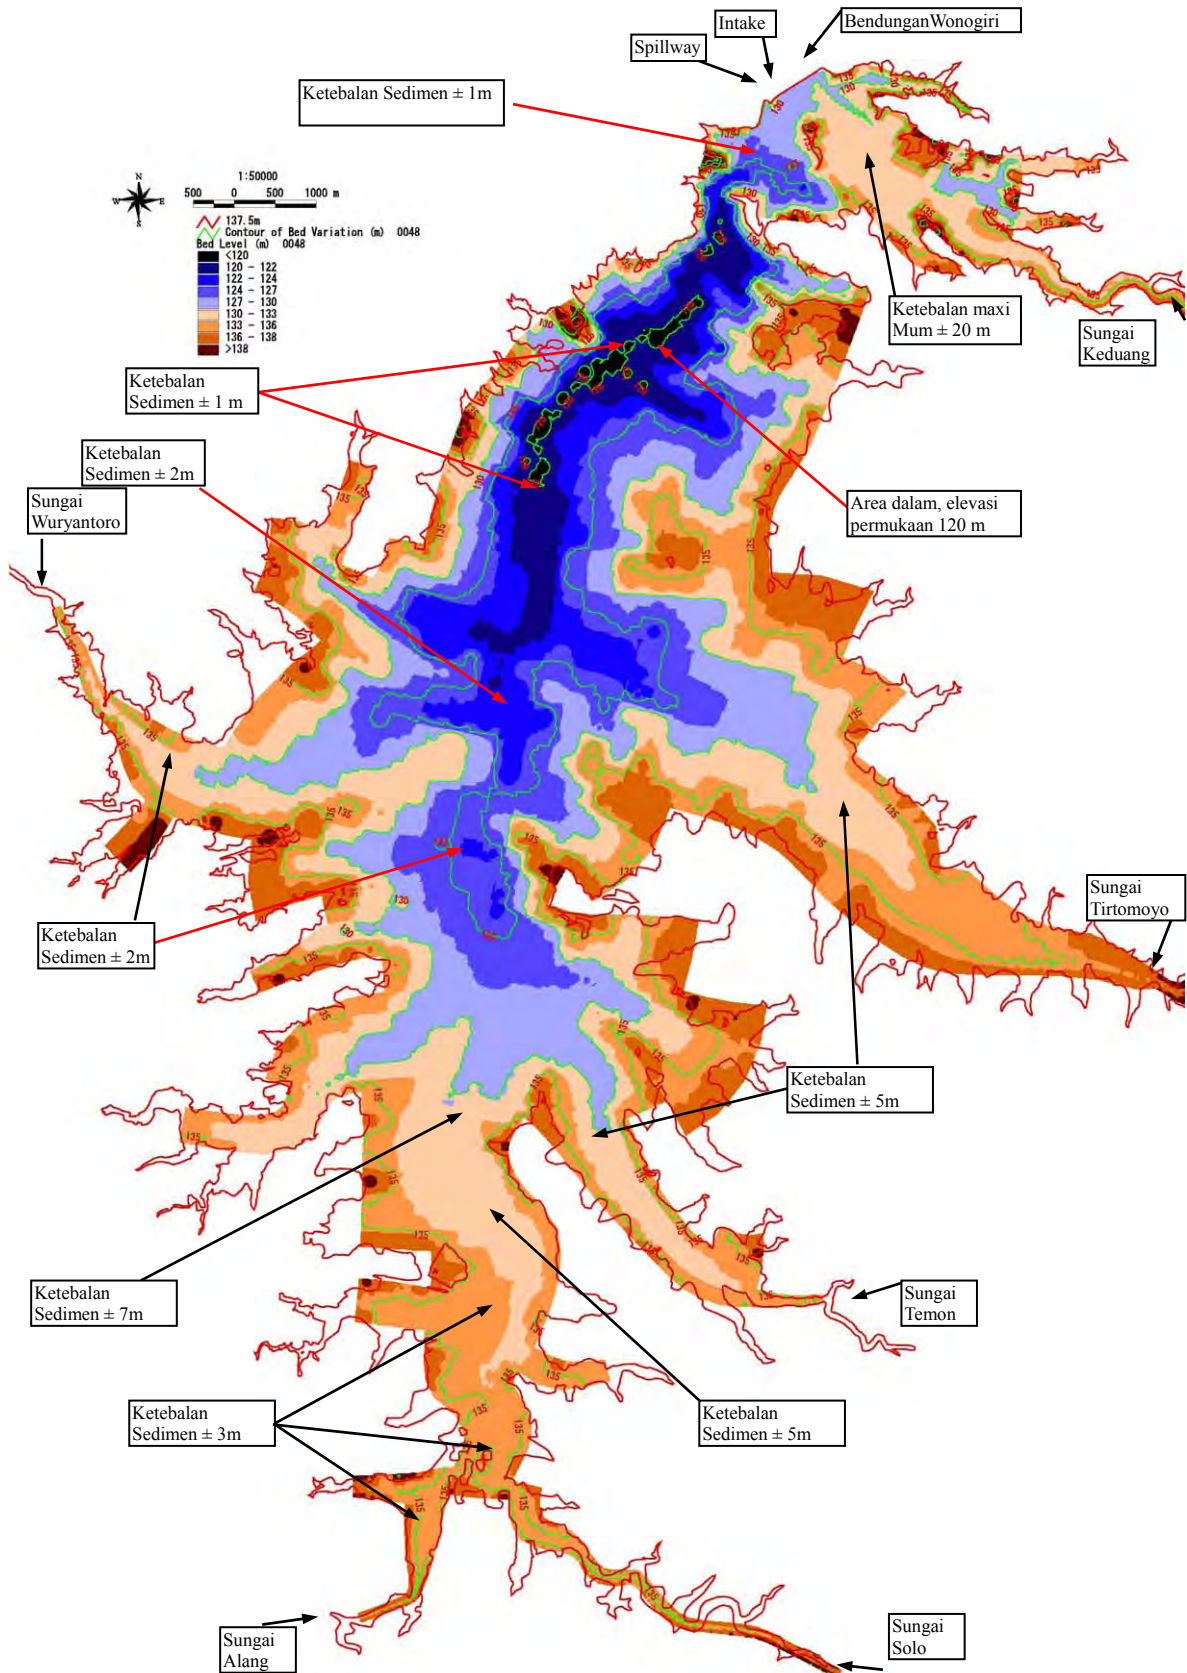 Intake
BendunganWonogiri
Spillway
Ketebalan Sedimen ± 1m
N
W E
S
1:50000
500 0 500 1000 m
137.5m
Contour of Bed Variation (m) 0048
Bed Level (m) 0048
<120
120 - 122
122 - 124
124 - 127
127 - 130
130 - 133
133 - 136
136 - 138
>138
Ketebalan maxi
Mum ± 20 m
Sungai
Keduang
Ketebalan
Sedimen ± 1 m
Ketebalan
Sedimen ± 2m
Sungai
Wuryantoro
Area dalam, elevasi
permukaan 120 m
Sungai
Tirtomoyo
Ketebalan
Sedimen ± 2m
Ketebalan
Sedimen ± 5m
Ketebalan
Sedimen ± 7m
Sungai
Temon
Ketebalan
Sedimen ± 3m
Ketebalan
Sedimen ± 5m
Sungai
Alang
Sungai
Solo